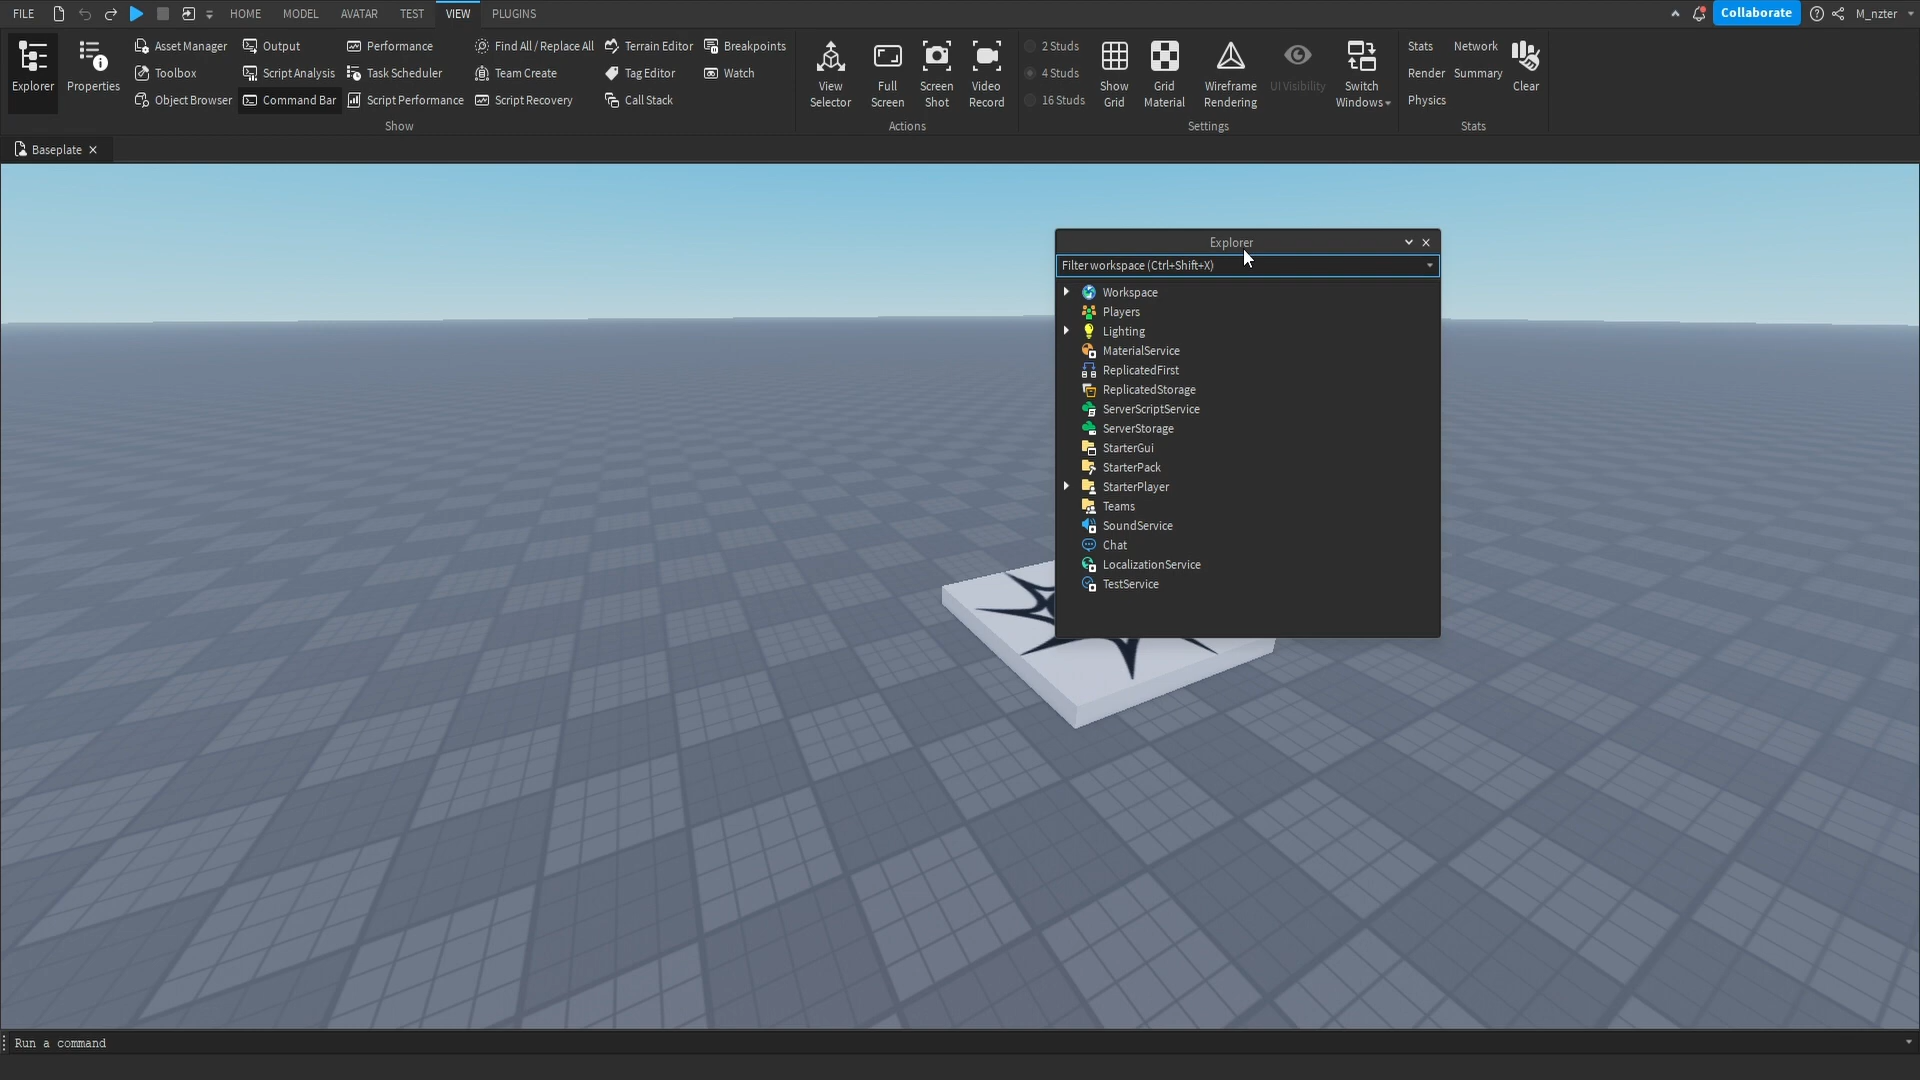 FILE HOME MODEL AVATAR TEST VIEW PLUGINS Collaborate M_nzter
Explorer
Properties
Asset Manager
Toolbox
Object Browser
Output
Script Analysis
Command Bar
Performance
Task Scheduler
Script Performance
Find All / Replace All
Team Create
Script Recovery
Terrain Editor
Tag Editor
Call Stack
Breakpoints
Watch
Show
View
Selector
Full
Screen
Screen
Shot
Video
Record
Actions
2 Studs
4 Studs
16 Studs
Show
Grid
Grid
Material
Wireframe
Rendering
UI Visibility
Switch
Windows
Settings
Stats
Render
Physics
Network
Summary
Clear
Stats
Baseplate
Explorer
Filter workspace (Ctrl+Shift+X)
Workspace
Players
Lighting
MaterialService
ReplicatedFirst
ReplicatedStorage
ServerScriptService
ServerStorage
StarterGui
StarterPack
StarterPlayer
Teams
SoundService
Chat
LocalizationService
TestService
Run a command